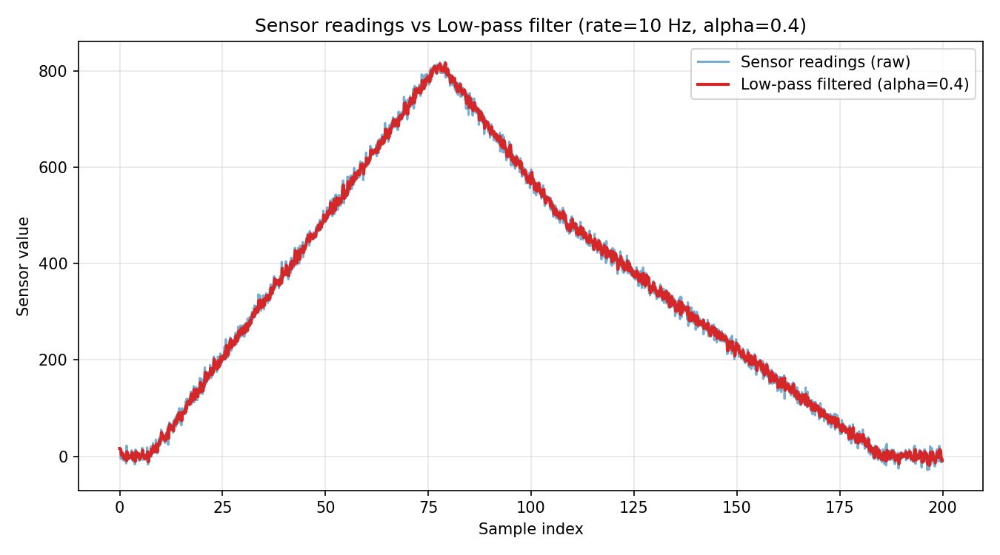 Sensor readings vs Low-pass filter (rate=10 Hz, alpha=0.4)
Sensor readings (raw)
Low-pass filtered (alpha=0.4)
Sensor value
800
600
400
200
0
0 25 50 75 100 125 150 175 200
Sample index